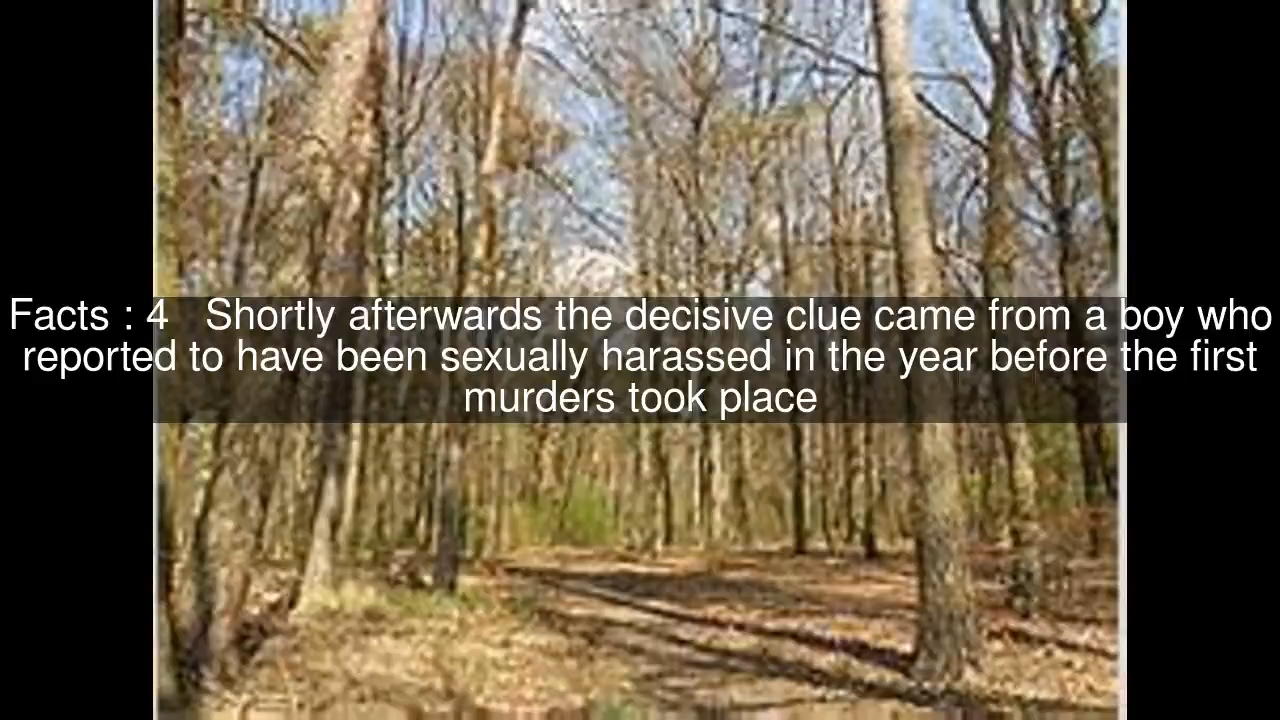 Facts : 4   Shortly afterwards the decisive clue came from a boy who
reported to have been sexually harassed in the year before the first
murders took place